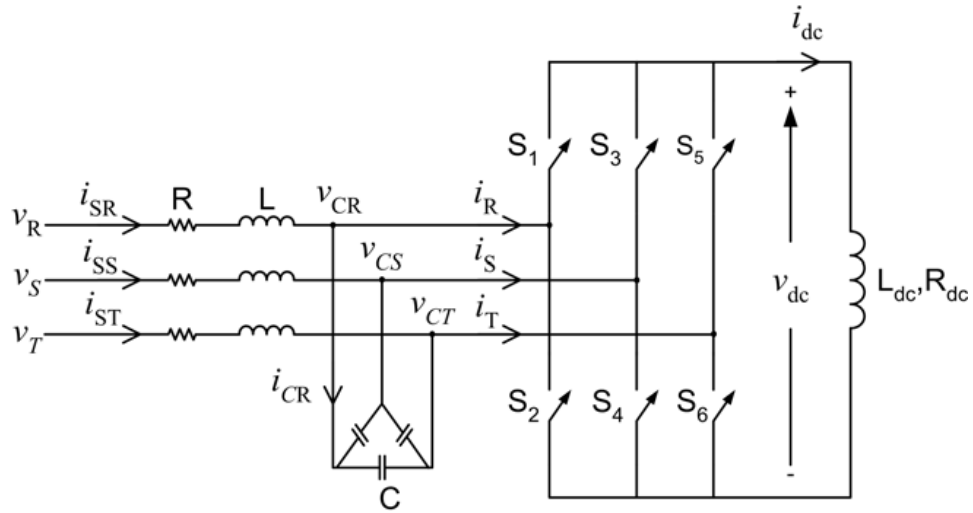 i_dc
+
S_1 S_3 S_5
i_SR R L v_CR i_R
v_R
i_SS v_CS i_S
v_S
v_dc L_dc,R_dc
i_ST v_CT i_T
v_T
i_CR
S_2 S_4 S_6
-
C